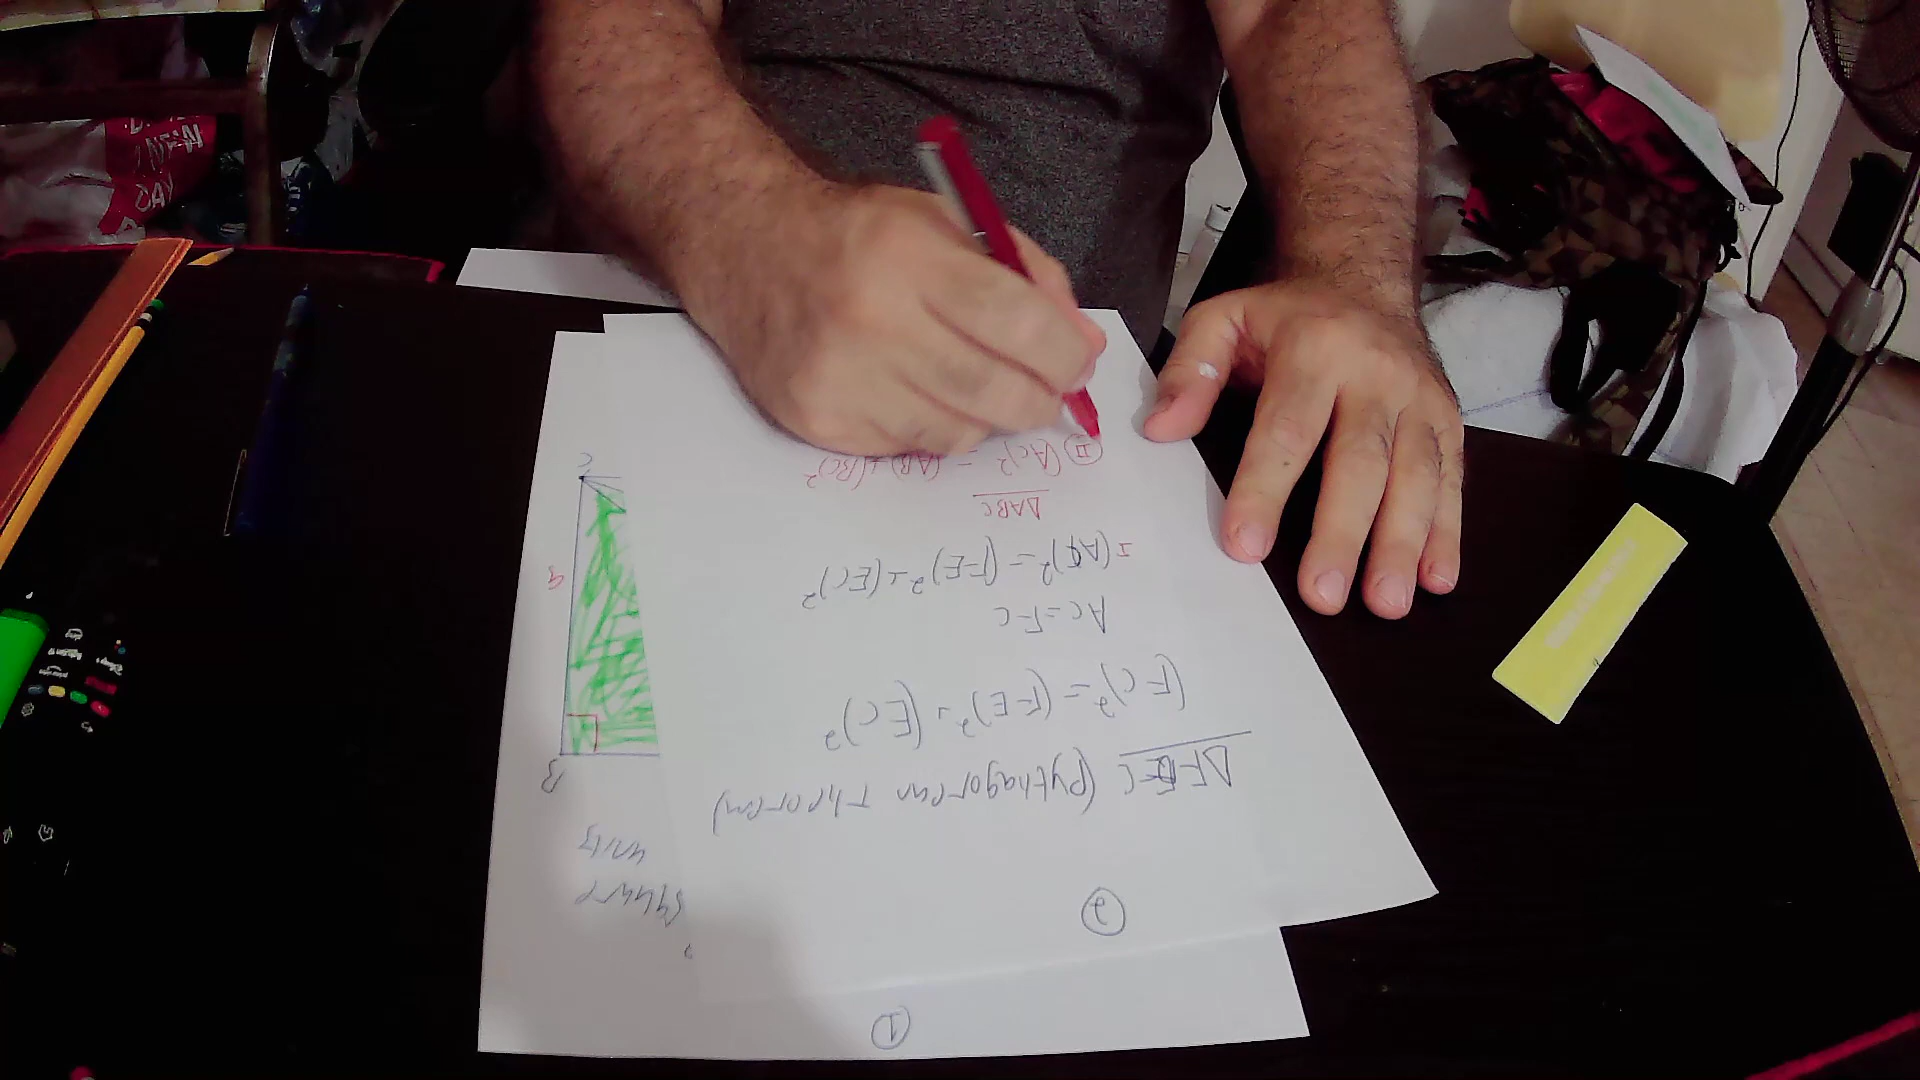 ②
ΔFEC (Pythagorean Theorem)
(FC)² = (FE)² + (EC)²
AC = FC
I (AC)² = (FE)² + (EC)²
ΔABC
II (AC)² = (AB)² + (BC)²
①
square
units
B
9
C